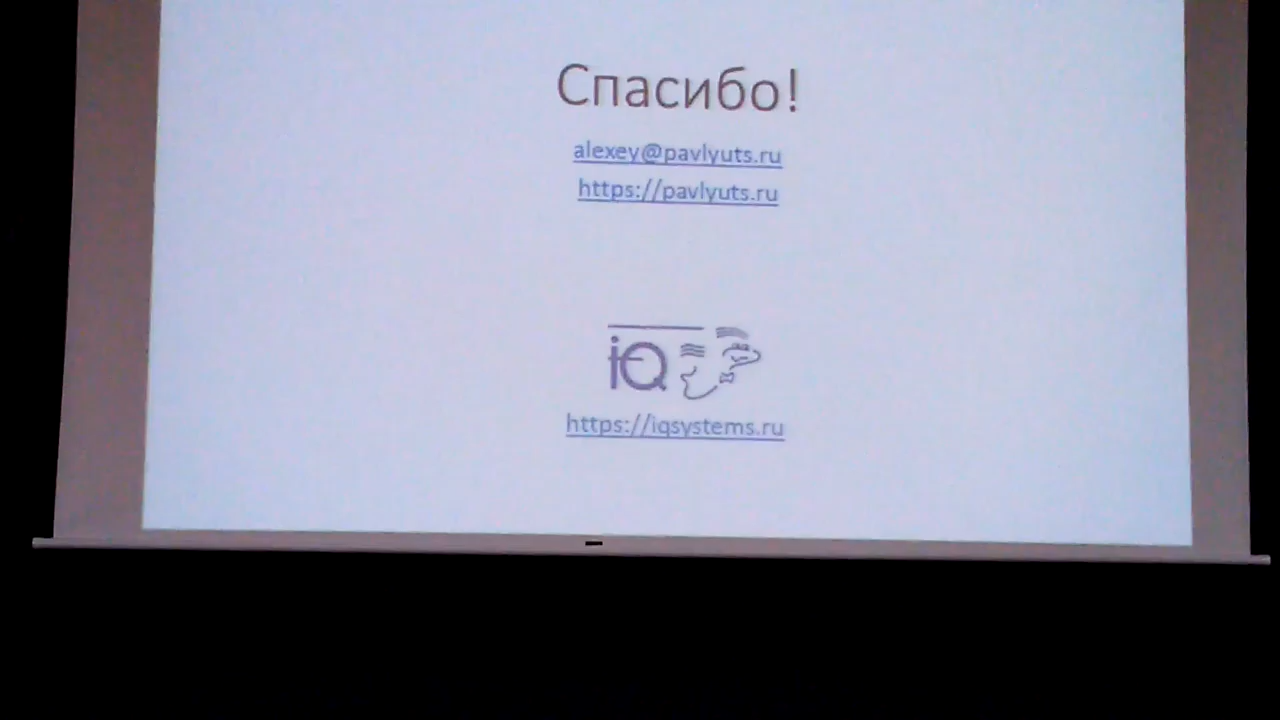 Спасибо!
alexey@pavlyuts.ru
https://pavlyuts.ru
iQ
https://iqsystems.ru